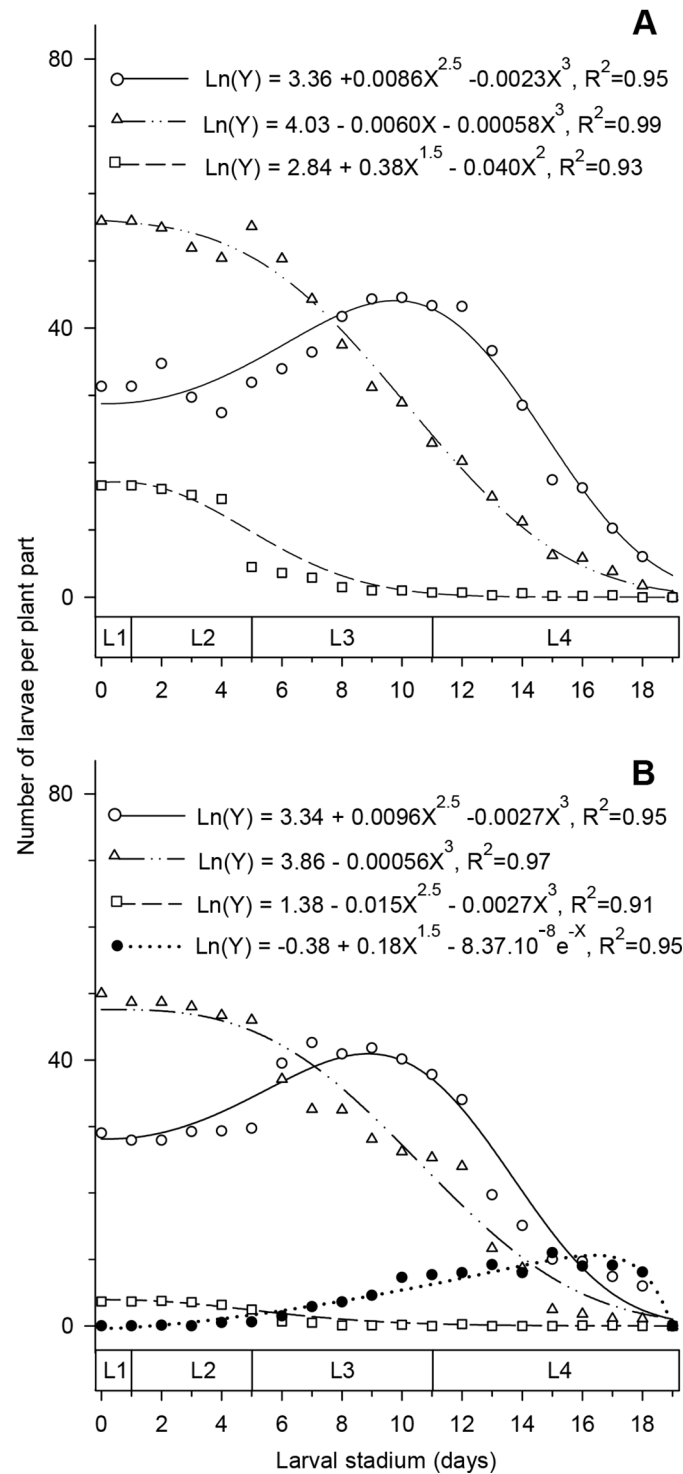 A
80
Ln(Y) = 3.36 +0.0086X^2.5 -0.0023X^3, R^2=0.95
Ln(Y) = 4.03 - 0.0060X - 0.00058X^3, R^2=0.99
Ln(Y) = 2.84 + 0.38X^1.5 - 0.040X^2, R^2=0.93
40
0
L1 L2 L3 L4
0 2 4 6 8 10 12 14 16 18
Number of larvae per plant part
B
80
Ln(Y) = 3.34 + 0.0096X^2.5 -0.0027X^3, R^2=0.95
Ln(Y) = 3.86 - 0.00056X^3, R^2=0.97
Ln(Y) = 1.38 - 0.015X^2.5 - 0.0027X^3, R^2=0.91
Ln(Y) = -0.38 + 0.18X^1.5 - 8.37.10^-8 e^-X, R^2=0.95
40
0
L1 L2 L3 L4
0 2 4 6 8 10 12 14 16 18
Larval stadium (days)